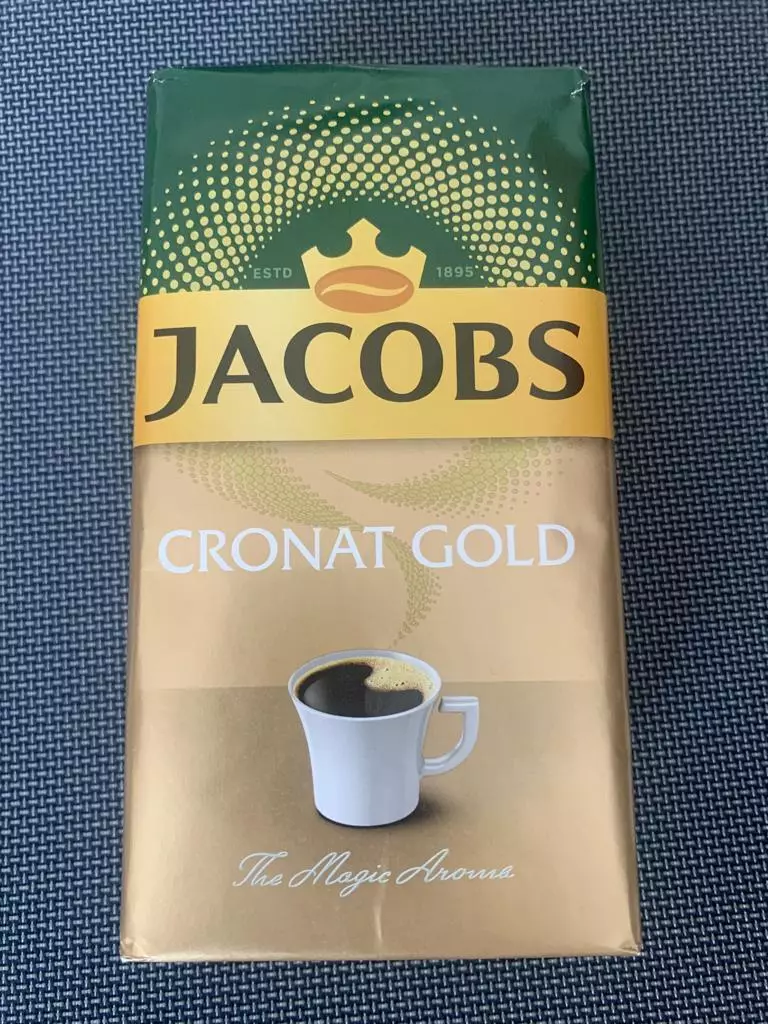 ESTD 1895
JACOBS
CRONAT GOLD
The Magic Aroma